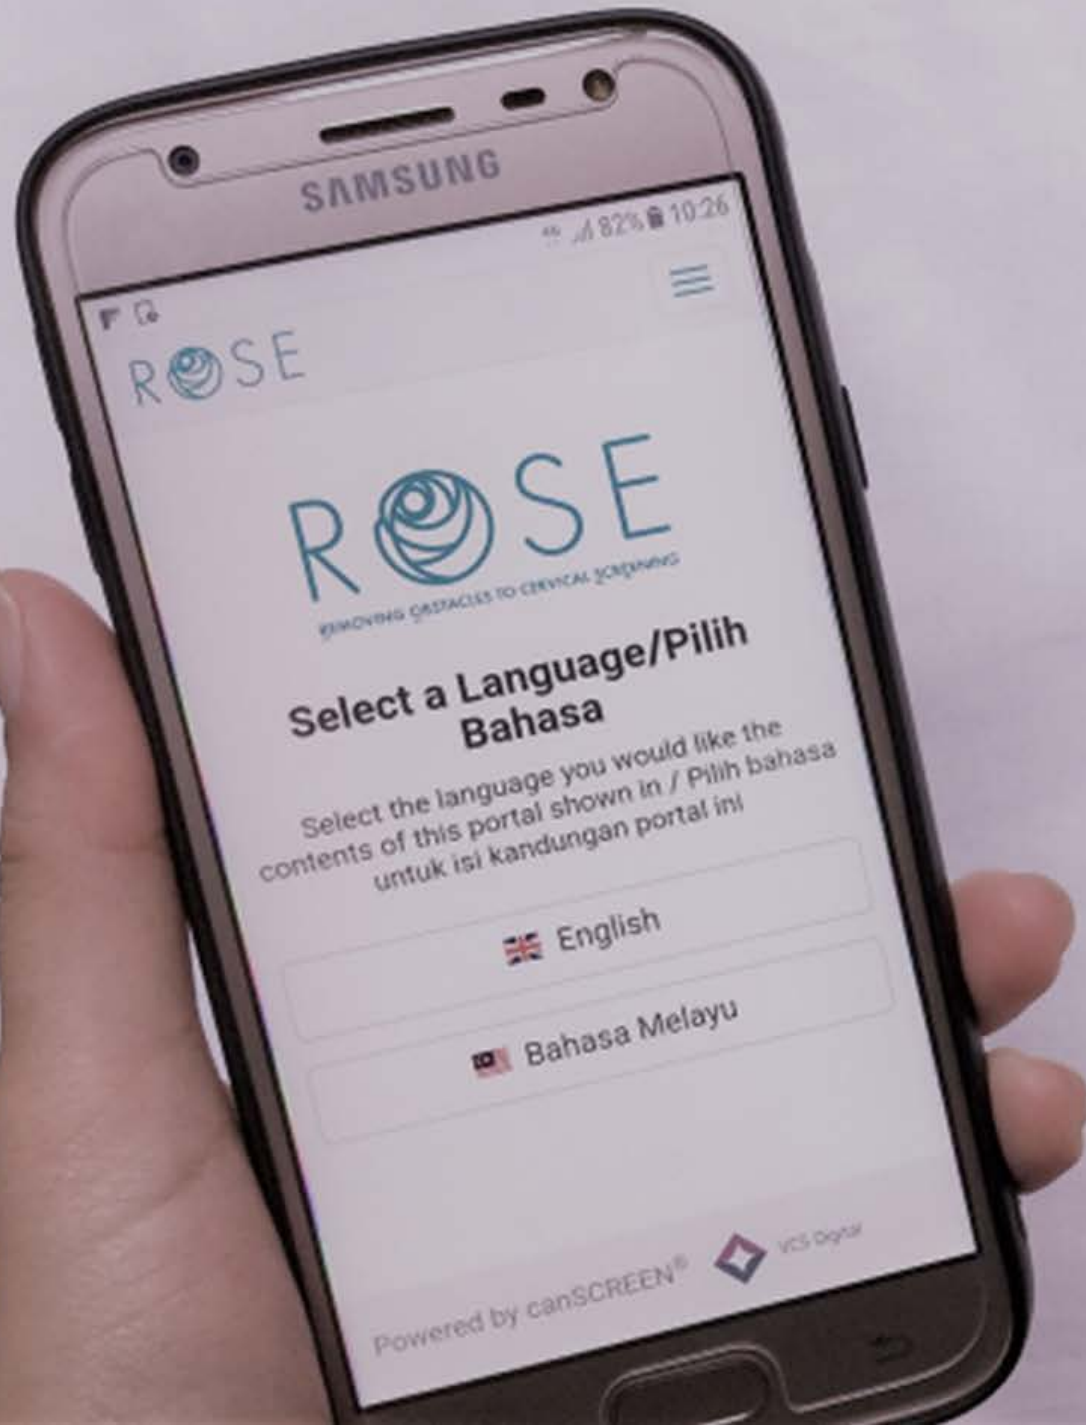 SAMSUNG
4G 82% 10:26
ROSE
ROSE
REMOVING OBSTACLES TO CERVICAL SCREENING
Select a Language/Pilih
Bahasa
Select the language you would like the
contents of this portal shown in / Pilih bahasa
untuk isi kandungan portal ini
English
Bahasa Melayu
Powered by canSCREEN® VCS Digital